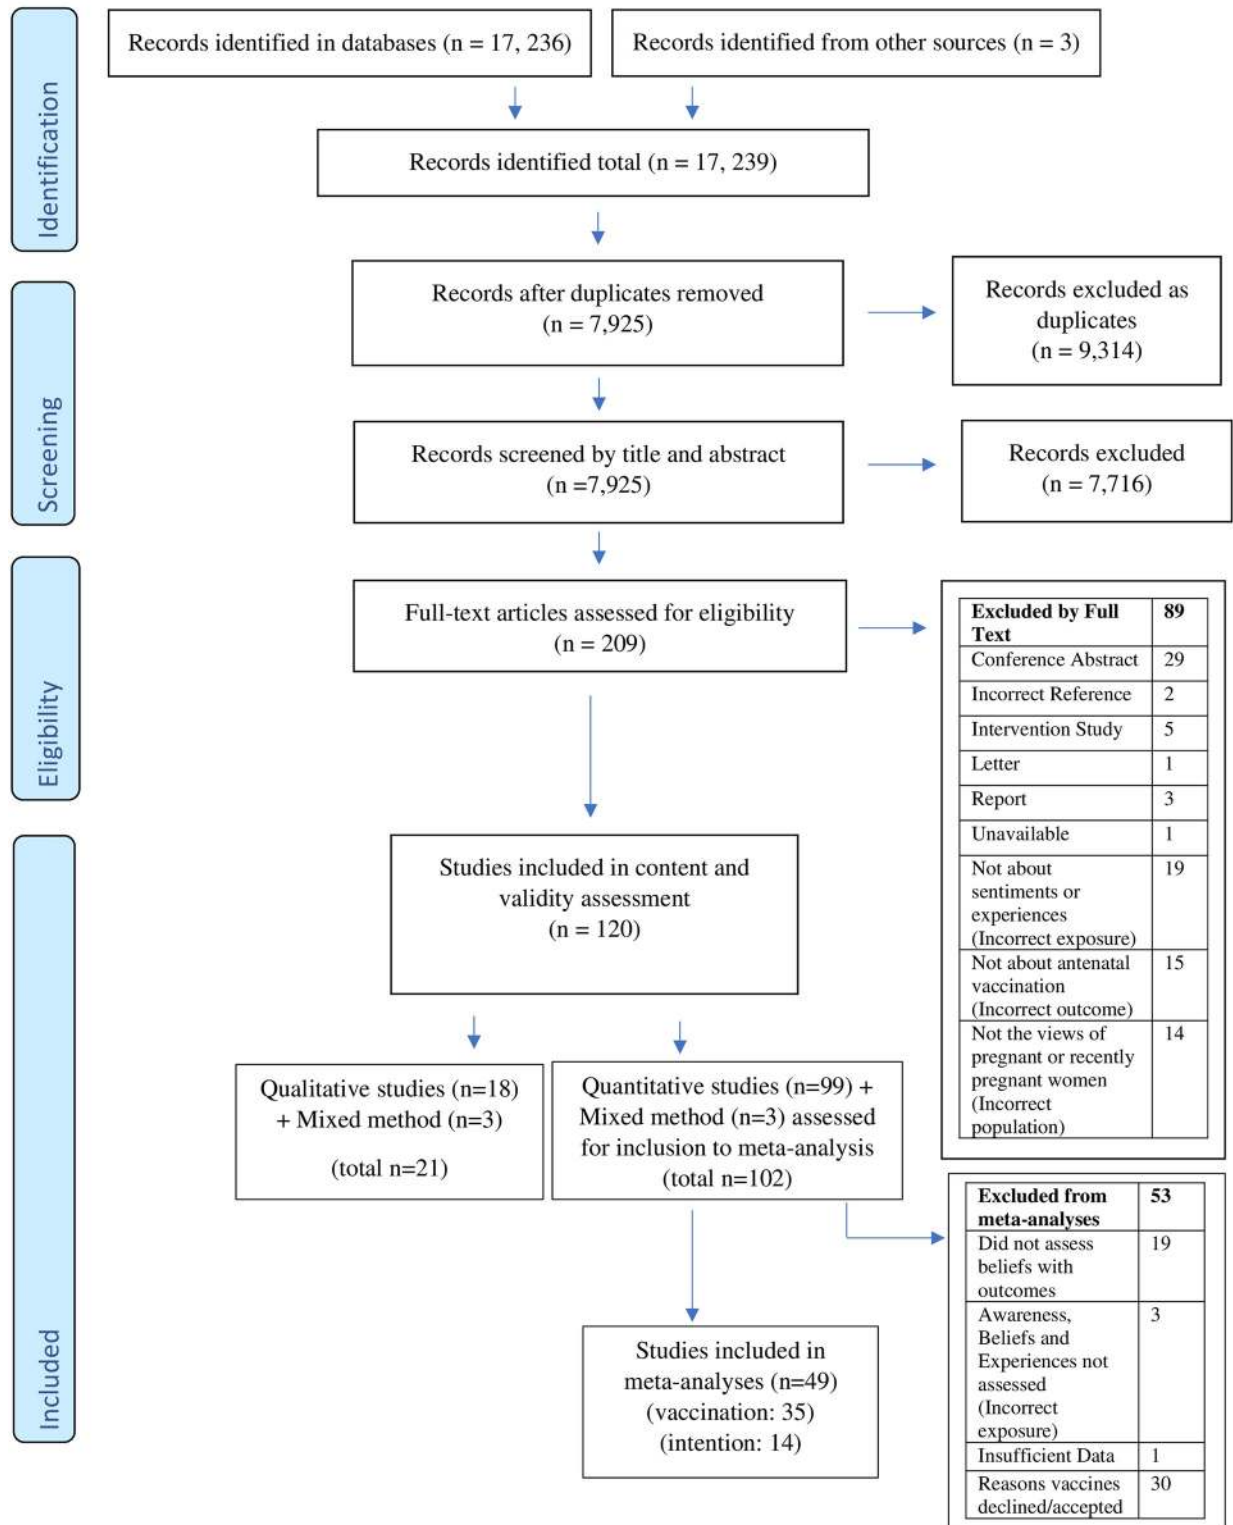 Identification
Records identified in databases (n = 17, 236)
Records identified from other sources (n = 3)
Records identified total (n = 17, 239)
Screening
Records after duplicates removed
(n = 7,925)
Records excluded as
duplicates
(n = 9,314)
Records screened by title and abstract
(n =7,925)
Records excluded
(n = 7,716)
Eligibility
Full-text articles assessed for eligibility
(n = 209)
Excluded by Full
Text
89
Conference Abstract
29
Incorrect Reference
2
Intervention Study
5
Letter
1
Report
3
Unavailable
1
Not about
sentiments or
experiences
(Incorrect exposure)
19
Not about antenatal
vaccination
(Incorrect outcome)
15
Not the views of
pregnant or recently
pregnant women
(Incorrect
population)
14
Included
Studies included in content and
validity assessment
(n = 120)
Qualitative studies (n=18)
+ Mixed method (n=3)
(total n=21)
Quantitative studies (n=99) +
Mixed method (n=3) assessed
for inclusion to meta-analysis
(total n=102)
Excluded from
meta-analyses
53
Did not assess
beliefs with
outcomes
19
Awareness,
Beliefs and
Experiences not
assessed
(Incorrect
exposure)
3
Insufficient Data
1
Reasons vaccines
declined/accepted
30
Studies included in
meta-analyses (n=49)
(vaccination: 35)
(intention: 14)